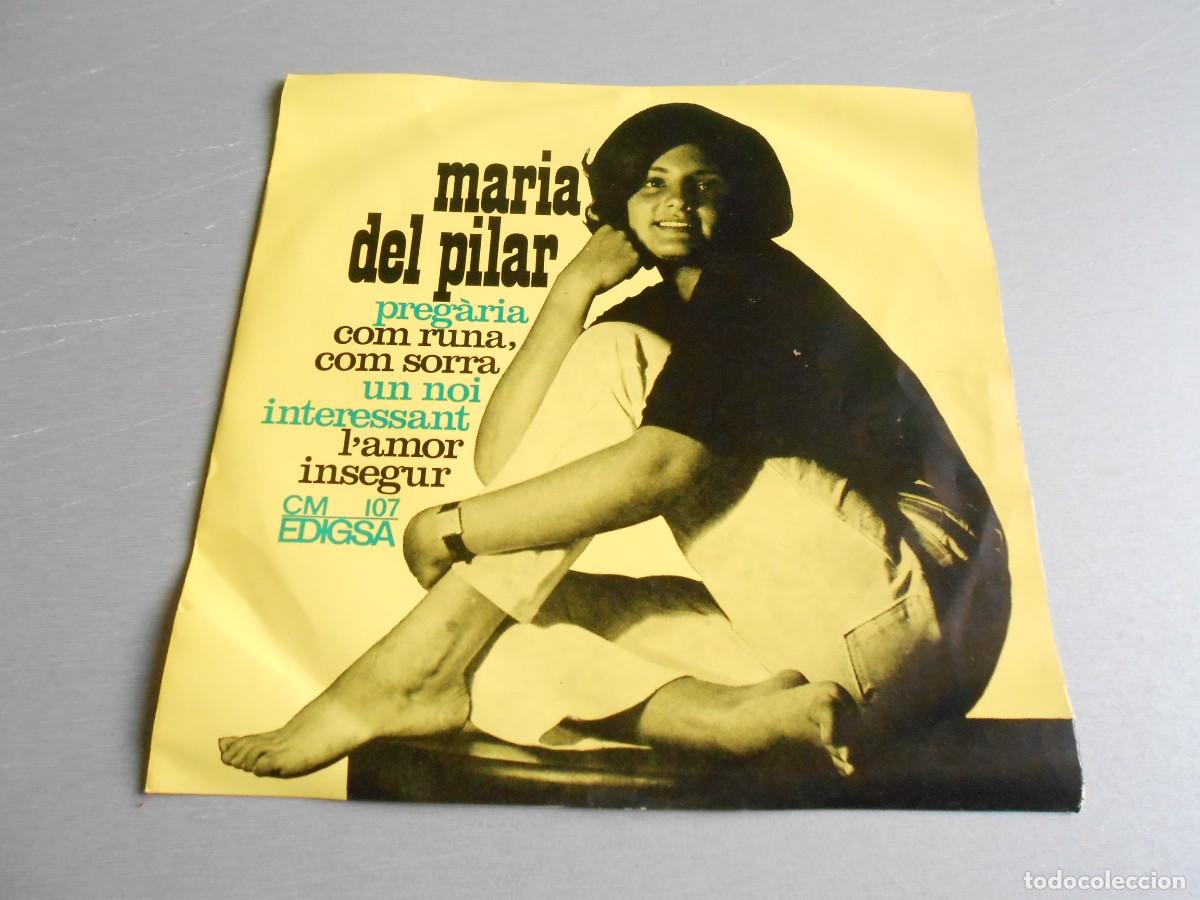 maria
del pilar
pregària
com runa,
com sorra
un noi
interessant
l'amor
insegur
CM 107
EDIGSA
todocoleccion